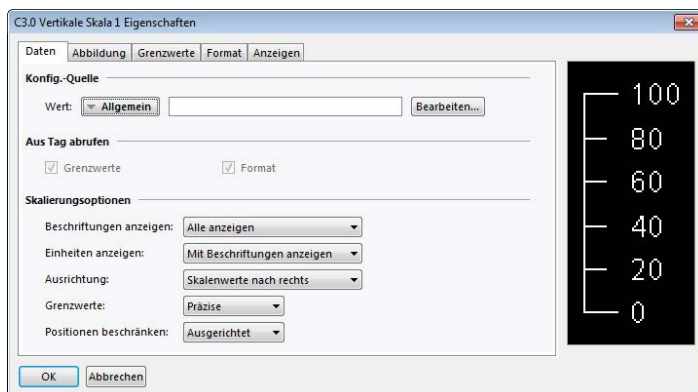 C3.0 Vertikale Skala 1 Eigenschaften
Daten Abbildung Grenzwerte Format Anzeigen
Konfig.-Quelle
Wert: Allgemein Bearbeiten...
Aus Tag abrufen
Grenzwerte Format
Skalierungsoptionen
Beschriftungen anzeigen: Alle anzeigen
Einheiten anzeigen: Mit Beschriftungen anzeigen
Ausrichtung: Skalenwerte nach rechts
Grenzwerte: Präzise
Positionen beschränken: Ausgerichtet
OK Abbrechen
100
80
60
40
20
0